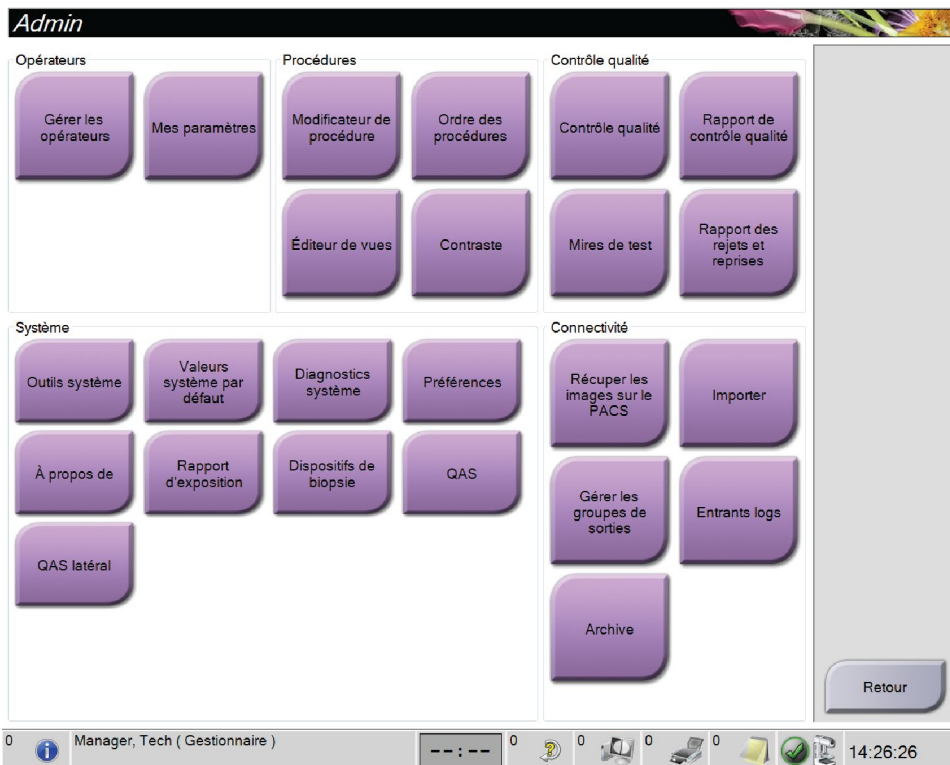 Admin
Opérateurs
Gérer les
opérateurs
Mes paramètres
Procédures
Modificateur de
procédure
Ordre des
procédures
Éditeur de vues
Contraste
Contrôle qualité
Contrôle qualité
Rapport de
contrôle qualité
Mires de test
Rapport des
rejets et
reprises
Système
Outils système
Valeurs
système par
défaut
Diagnostics
système
Préférences
À propos de
Rapport
d'exposition
Dispositifs de
biopsie
QAS
QAS latéral
Connectivité
Récuper les
images sur le
PACS
Importer
Gérer les
groupes de
sorties
Entrants logs
Archive
Retour
0
Manager, Tech ( Gestionnaire )
--:--
0
0
0
0
14:26:26